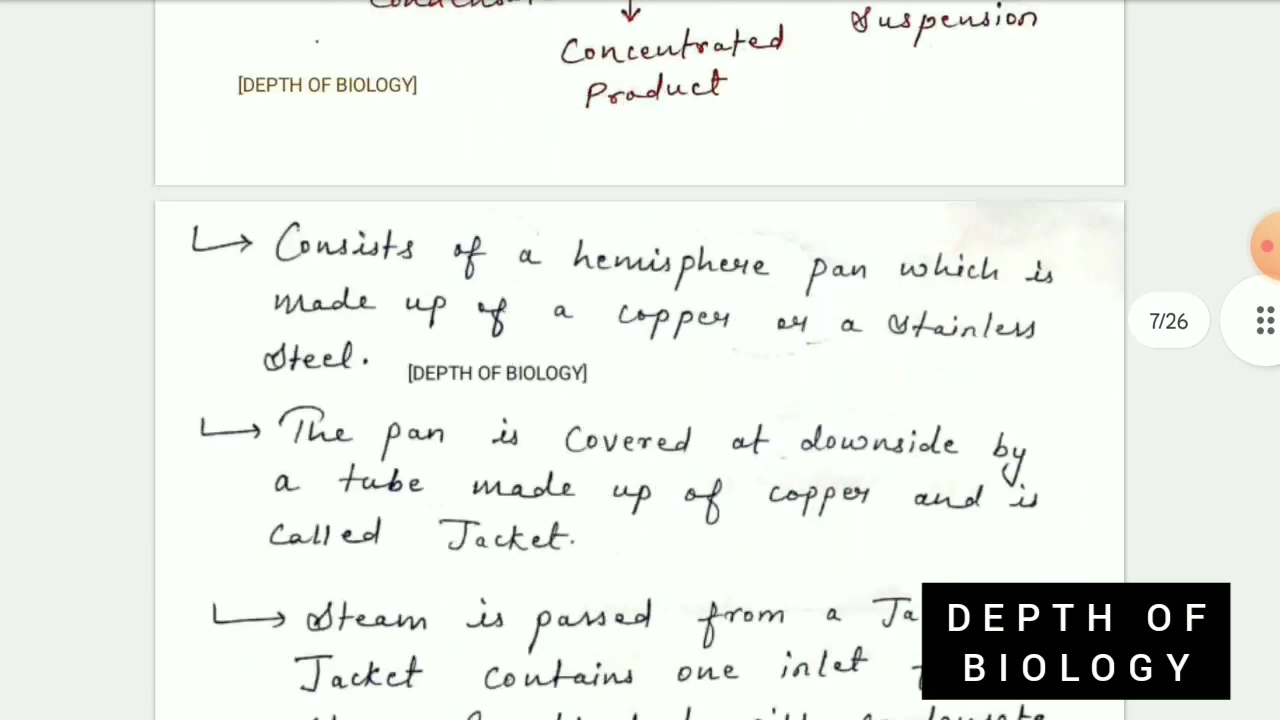 Suspension
Concentrated
Product
[DEPTH OF BIOLOGY]
↳ Consists of a hemisphere pan which is
made up of a copper or a Stainless
Steel.
[DEPTH OF BIOLOGY]
↳ The pan is Covered at downside by
a tube made up of copper and is
Called Jacket.
↳ Steam is passed from a
Jacket contains one inlet
7/26
DEPTH OF
BIOLOGY